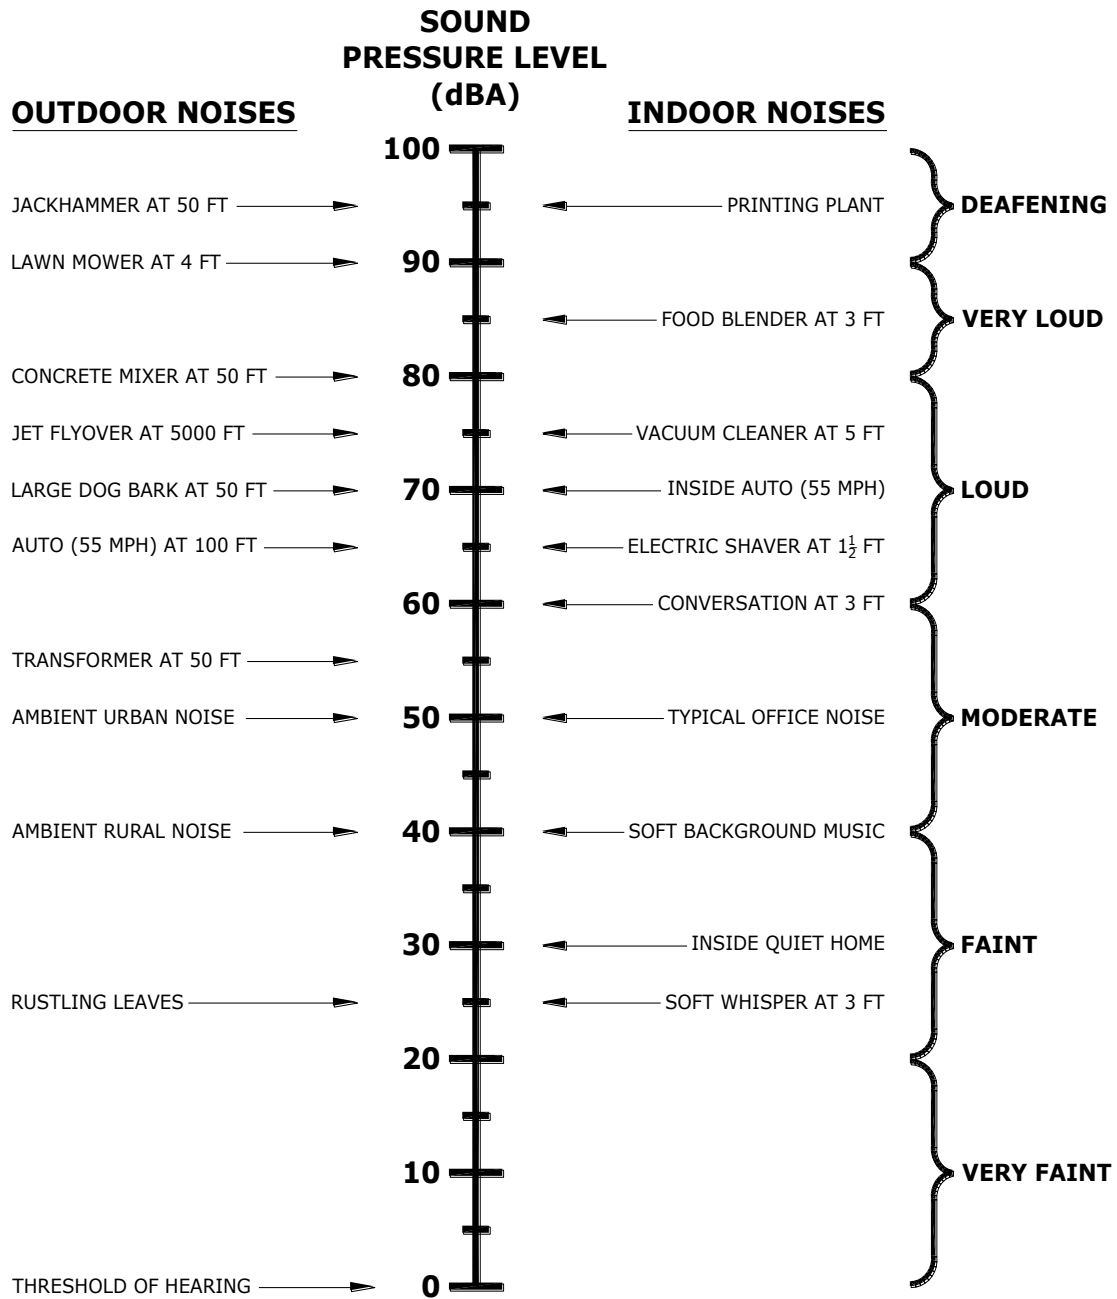 SOUND
PRESSURE LEVEL
(dBA)
OUTDOOR NOISES
INDOOR NOISES
100
JACKHAMMER AT 50 FT
PRINTING PLANT
DEAFENING
LAWN MOWER AT 4 FT
90
FOOD BLENDER AT 3 FT
VERY LOUD
CONCRETE MIXER AT 50 FT
80
JET FLYOVER AT 5000 FT
VACUUM CLEANER AT 5 FT
LARGE DOG BARK AT 50 FT
70
INSIDE AUTO (55 MPH)
LOUD
AUTO (55 MPH) AT 100 FT
ELECTRIC SHAVER AT 1½ FT
60
CONVERSATION AT 3 FT
TRANSFORMER AT 50 FT
AMBIENT URBAN NOISE
50
TYPICAL OFFICE NOISE
MODERATE
AMBIENT RURAL NOISE
40
SOFT BACKGROUND MUSIC
30
INSIDE QUIET HOME
FAINT
RUSTLING LEAVES
SOFT WHISPER AT 3 FT
20
10
VERY FAINT
THRESHOLD OF HEARING
0